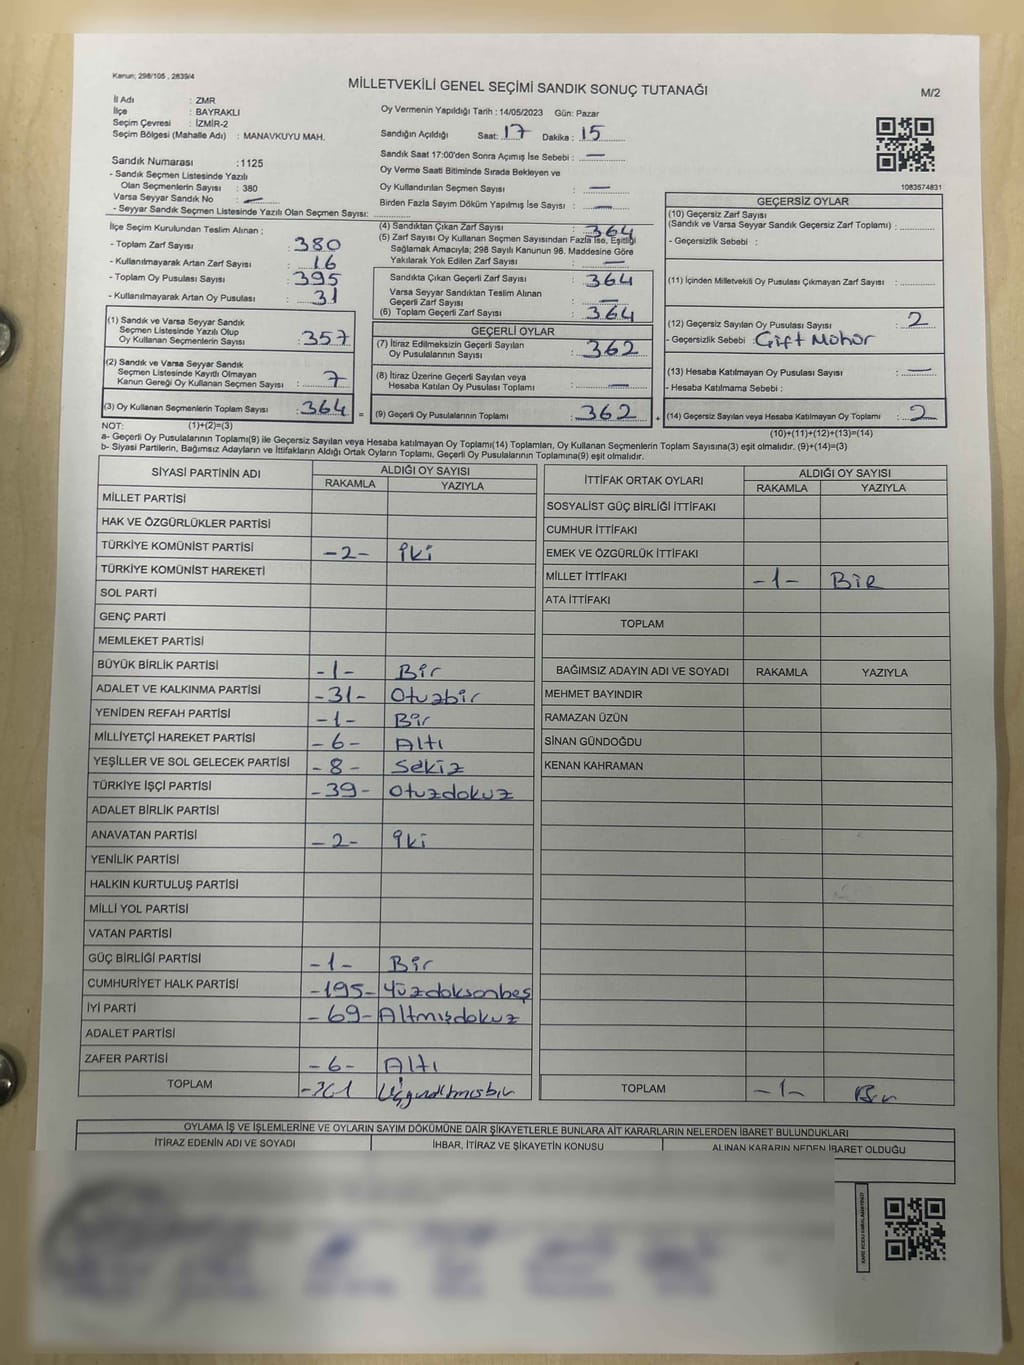 Kanun; 298/105 , 2839/4
MİLLETVEKİLİ GENEL SEÇİMİ SANDIK SONUÇ TUTANAĞI
M/2
İl Adı : ZMR
İlçe : BAYRAKLI
Seçim Çevresi : İZMİR-2
Seçim Bölgesi (Mahalle Adı) : MANAVKUYU MAH.
Oy Vermenin Yapıldığı Tarih : 14/05/2023 Gün: Pazar
Sandığın Açıldığı Saat: 17 Dakika : 15
Sandık Saat 17:00'den Sonra Açımış İse Sebebi : —
Oy Verme Saati Bitiminde Sırada Bekleyen ve
Oy Kullandırılan Seçmen Sayısı : —
Birden Fazla Sayım Döküm Yapılmış İse Sayısı : —
Sandık Numarası :1125
- Sandık Seçmen Listesinde Yazılı
Olan Seçmenlerin Sayısı : 380
Varsa Seyyar Sandık No : —
- Seyyar Sandık Seçmen Listesinde Yazılı Olan Seçmen Sayısı:
1083574831
İlçe Seçim Kurulundan Teslim Alınan :
- Toplam Zarf Sayısı : 380
- Kullanılmayarak Artan Zarf Sayısı : 16
- Toplam Oy Pusulası Sayısı : 395
- Kullanılmayarak Artan Oy Pusulası : 31
(1) Sandık ve Varsa Seyyar Sandık
Seçmen Listesinde Yazılı Olup
Oy Kullanan Seçmenlerin Sayısı : 357
(2) Sandık ve Varsa Seyyar Sandık
Seçmen Listesinde Kayıtlı Olmayan
Kanun Gereği Oy Kullanan Seçmen Sayısı : 7
(3) Oy Kullanan Seçmenlerin Toplam Sayısı : 364
(1)+(2)=(3)
(4) Sandıktan Çıkan Zarf Sayısı : 364
(5) Zarf Sayısı Oy Kullanan Seçmen Sayısından Fazla İse, Eşitliği
Sağlamak Amacıyla; 298 Sayılı Kanunun 98. Maddesine Göre
Yakılarak Yok Edilen Zarf Sayısı : —
Sandıkta Çıkan Geçerli Zarf Sayısı : 364
Varsa Seyyar Sandıktan Teslim Alınan
Geçerli Zarf Sayısı : —
(6) Toplam Geçerli Zarf Sayısı : 364
GEÇERLİ OYLAR
(7) İtiraz Edilmeksizin Geçerli Sayılan
Oy Pusulalarının Sayısı : 362
(8) İtiraz Üzerine Geçerli Sayılan veya
Hesaba Katılan Oy Pusulası Toplamı : —
= (9) Geçerli Oy Pusulalarının Toplamı : 362 +
GEÇERSİZ OYLAR
(10) Geçersiz Zarf Sayısı
(Sandık ve Varsa Seyyar Sandık Geçersiz Zarf Toplamı) :
- Geçersizlik Sebebi :
(11) İçinden Milletvekili Oy Pusulası Çıkmayan Zarf Sayısı :
(12) Geçersiz Sayılan Oy Pusulası Sayısı : 2
- Geçersizlik Sebebi : Çift Mühür
(13) Hesaba Katılmayan Oy Pusulası Sayısı : —
- Hesaba Katılmama Sebebi :
(14) Geçersiz Sayılan veya Hesaba Katılmayan Oy Toplamı : 2
(10)+(11)+(12)+(13)=(14)
NOT:
a- Geçerli Oy Pusulalarının Toplamı(9) ile Geçersiz Sayılan veya Hesaba katılmayan Oy Toplamı(14) Toplamları, Oy Kullanan Seçmenlerin Toplam Sayısına(3) eşit olmalıdır. (9)+(14)=(3)
b- Siyasi Partilerin, Bağımsız Adayların ve İttifakların Aldığı Ortak Oyların Toplamı, Geçerli Oy Pusulalarının Toplamına(9) eşit olmalıdır.
SİYASİ PARTİNİN ADI ALDIĞI OY SAYISI
RAKAMLA YAZIYLA
MİLLET PARTİSİ
HAK VE ÖZGÜRLÜKLER PARTİSİ
TÜRKİYE KOMÜNİST PARTİSİ -2- iki
TÜRKİYE KOMÜNİST HAREKETİ
SOL PARTİ
GENÇ PARTİ
MEMLEKET PARTİSİ
BÜYÜK BİRLİK PARTİSİ -1- Bir
ADALET VE KALKINMA PARTİSİ -31- Otuzbir
YENİDEN REFAH PARTİSİ -1- Bir
MİLLİYETÇİ HAREKET PARTİSİ -6- Altı
YEŞİLLER VE SOL GELECEK PARTİSİ -8- Sekiz
TÜRKİYE İŞÇİ PARTİSİ -39- Otuzdokuz
ADALET BİRLİK PARTİSİ
ANAVATAN PARTİSİ -2- iki
YENİLİK PARTİSİ
HALKIN KURTULUŞ PARTİSİ
MİLLİ YOL PARTİSİ
VATAN PARTİSİ
GÜÇ BİRLİĞİ PARTİSİ -1- Bir
CUMHURİYET HALK PARTİSİ -195- Yüzdoksanbeş
İYİ PARTİ -69- Altmışdokuz
ADALET PARTİSİ
ZAFER PARTİSİ -6- Altı
TOPLAM -361 Üçyüzaltmışbir
İTTİFAK ORTAK OYLARI ALDIĞI OY SAYISI
RAKAMLA YAZIYLA
SOSYALİST GÜÇ BİRLİĞİ İTTİFAKI
CUMHUR İTTİFAKI
EMEK VE ÖZGÜRLÜK İTTİFAKI
MİLLET İTTİFAKI -1- BİR
ATA İTTİFAKI
TOPLAM
BAĞIMSIZ ADAYIN ADI VE SOYADI RAKAMLA YAZIYLA
MEHMET BAYINDIR
RAMAZAN ÜZÜN
SİNAN GÜNDOĞDU
KENAN KAHRAMAN
TOPLAM -1- Bir
OYLAMA İŞ VE İŞLEMLERİNE VE OYLARIN SAYIM DÖKÜMÜNE DAİR ŞİKAYETLERLE BUNLARA AİT KARARLARIN NELERDEN İBARET BULUNDUKLARI
İTİRAZ EDENİN ADI VE SOYADI İHBAR, İTİRAZ VE ŞİKAYETİN KONUSU ALINAN KARARIN NEDEN İBARET OLDUĞU